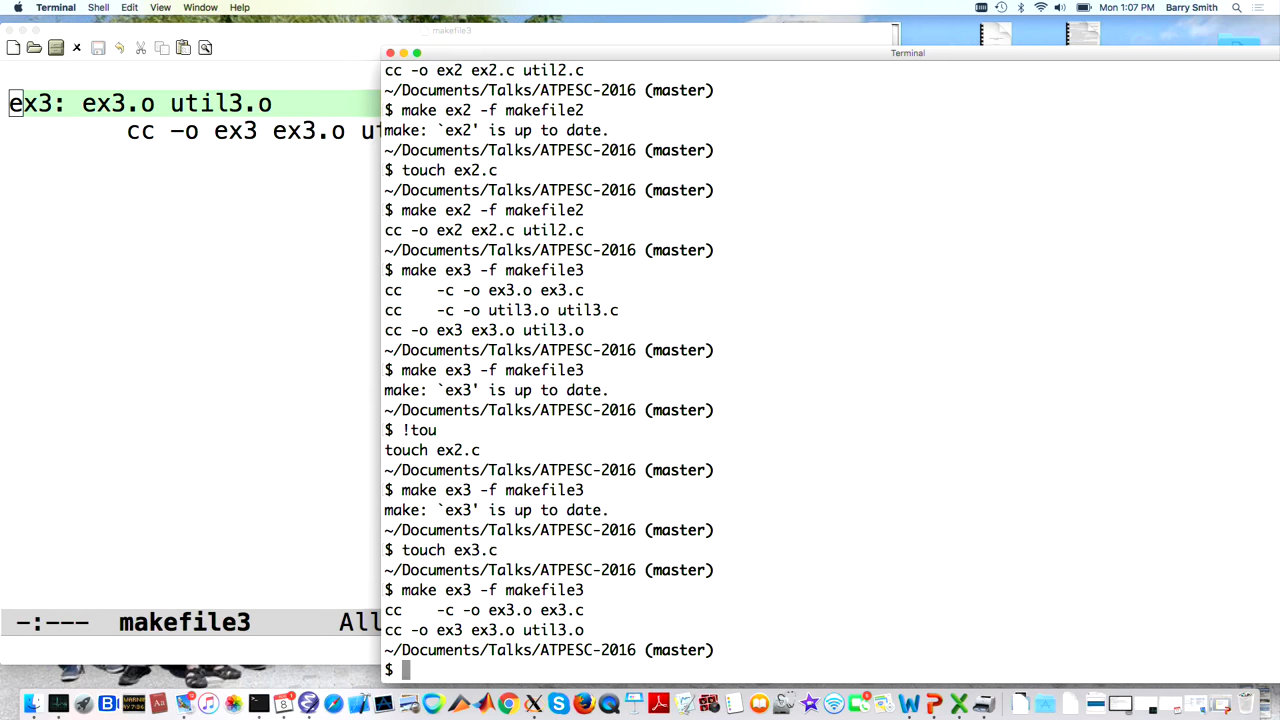 Terminal Shell Edit View Window Help
Mon 1:07 PM Barry Smith
makefile3
Terminal
ex3: ex3.o util3.o
cc -o ex3 ex3.o ut
-:--- makefile3 All
cc -o ex2 ex2.c util2.c
~/Documents/Talks/ATPESC-2016 (master)
$ make ex2 -f makefile2
make: `ex2' is up to date.
~/Documents/Talks/ATPESC-2016 (master)
$ touch ex2.c
~/Documents/Talks/ATPESC-2016 (master)
$ make ex2 -f makefile2
cc -o ex2 ex2.c util2.c
~/Documents/Talks/ATPESC-2016 (master)
$ make ex3 -f makefile3
cc    -c -o ex3.o ex3.c
cc    -c -o util3.o util3.c
cc -o ex3 ex3.o util3.o
~/Documents/Talks/ATPESC-2016 (master)
$ make ex3 -f makefile3
make: `ex3' is up to date.
~/Documents/Talks/ATPESC-2016 (master)
$ !tou
touch ex2.c
~/Documents/Talks/ATPESC-2016 (master)
$ make ex3 -f makefile3
make: `ex3' is up to date.
~/Documents/Talks/ATPESC-2016 (master)
$ touch ex3.c
~/Documents/Talks/ATPESC-2016 (master)
$ make ex3 -f makefile3
cc    -c -o ex3.o ex3.c
cc -o ex3 ex3.o util3.o
~/Documents/Talks/ATPESC-2016 (master)
$